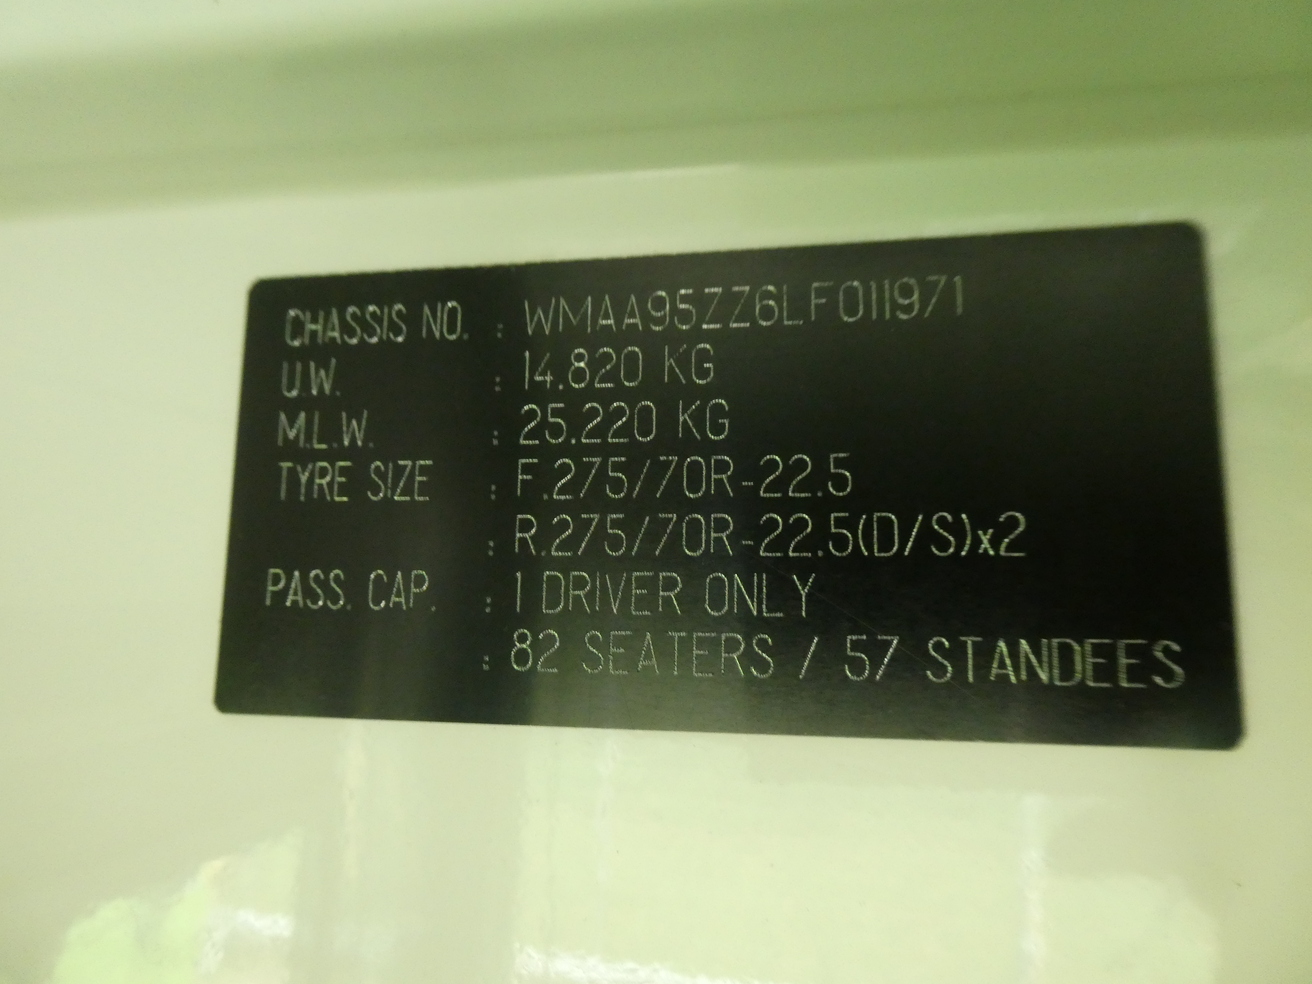 CHASSIS NO. : WMAA95ZZ6LF011971
U.W. : 14.820 KG
M.L.W. : 25.220 KG
TYRE SIZE : F.275/70R-22.5
: R.275/70R-22.5(D/S)x2
PASS. CAP. : 1 DRIVER ONLY
: 82 SEATERS / 57 STANDEES